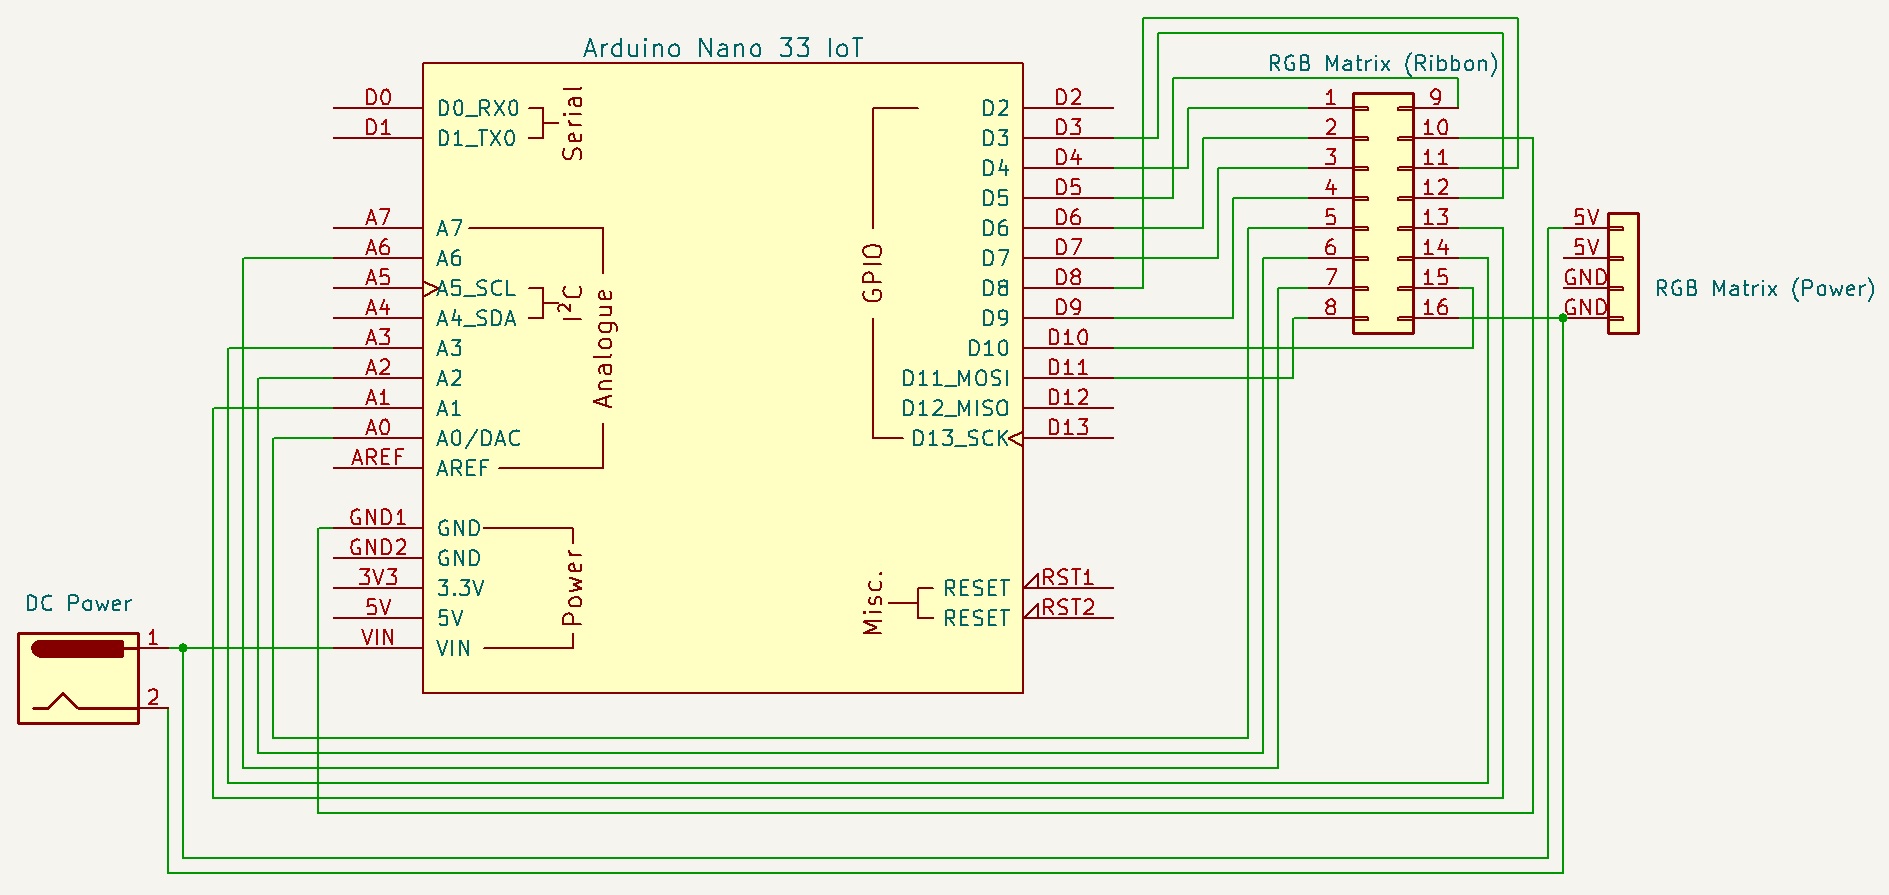 Arduino Nano 33 IoT
D0
D1
A7
A6
A5
A4
A3
A2
A1
A0
AREF
GND1
GND2
3V3
5V
VIN
D0_RX0
D1_TX0
Serial
A7
A6
A5_SCL
A4_SDA
I²C
A3
A2
A1
A0/DAC
AREF
Analogue
GND
GND
3.3V
5V
VIN
Power
GPIO
D2
D3
D4
D5
D6
D7
D8
D9
D10
D11_MOSI
D12_MISO
D13_SCK
Misc.
RESET
RESET
D2
D3
D4
D5
D6
D7
D8
D9
D10
D11
D12
D13
RST1
RST2
RGB Matrix (Ribbon)
1
2
3
4
5
6
7
8
9
10
11
12
13
14
15
16
5V
5V
GND
GND
RGB Matrix (Power)
DC Power
1
2